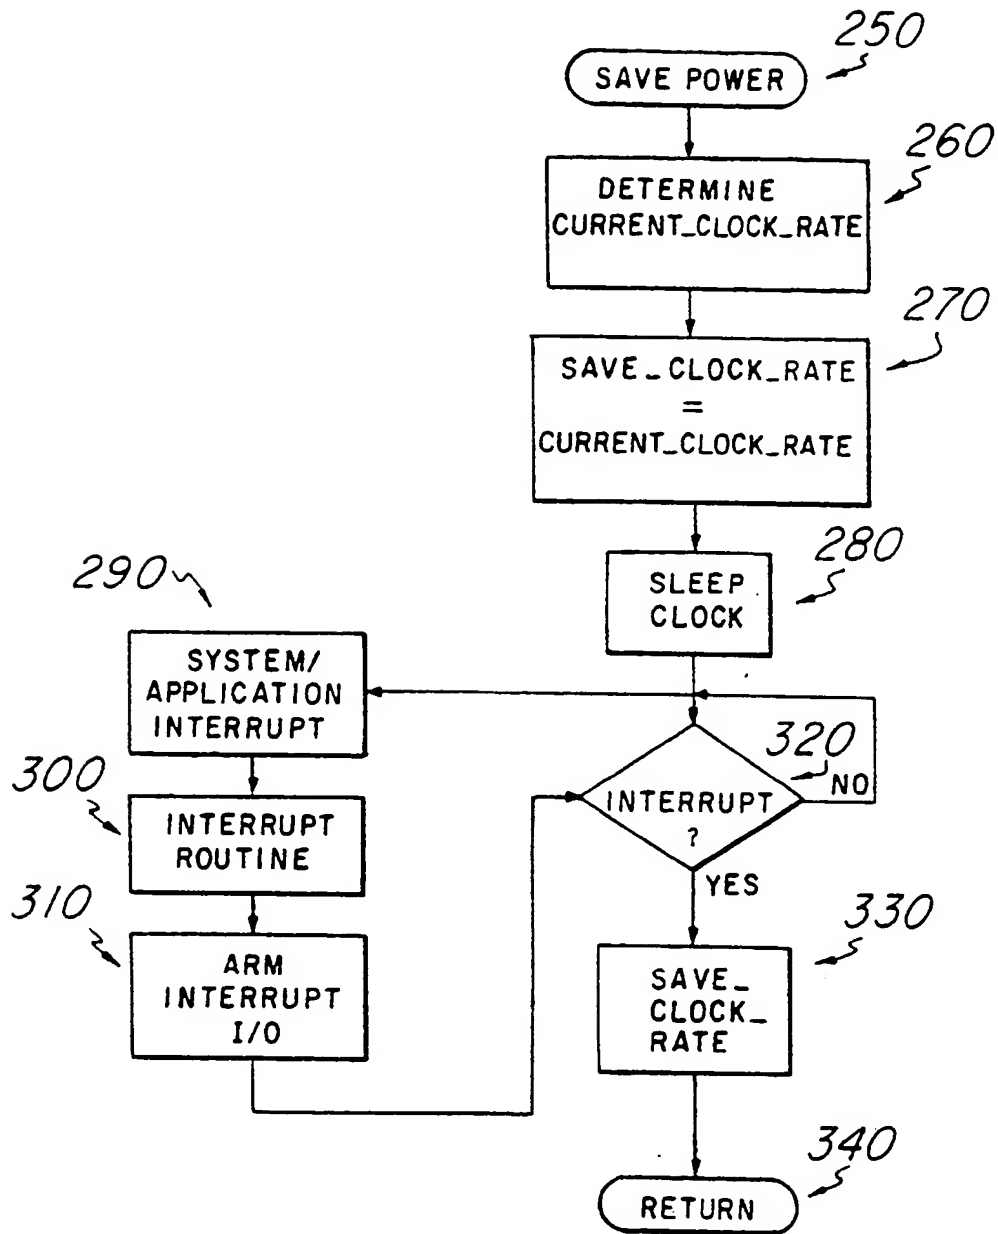 250
SAVE POWER
260
DETERMINE
CURRENT_CLOCK_RATE
270
SAVE_CLOCK_RATE
=
CURRENT_CLOCK_RATE
280
SLEEP
CLOCK
290
SYSTEM/
APPLICATION
INTERRUPT
300
INTERRUPT
ROUTINE
310
ARM
INTERRUPT
I/O
320
INTERRUPT
?
NO
YES
330
SAVE_
CLOCK_
RATE
340
RETURN